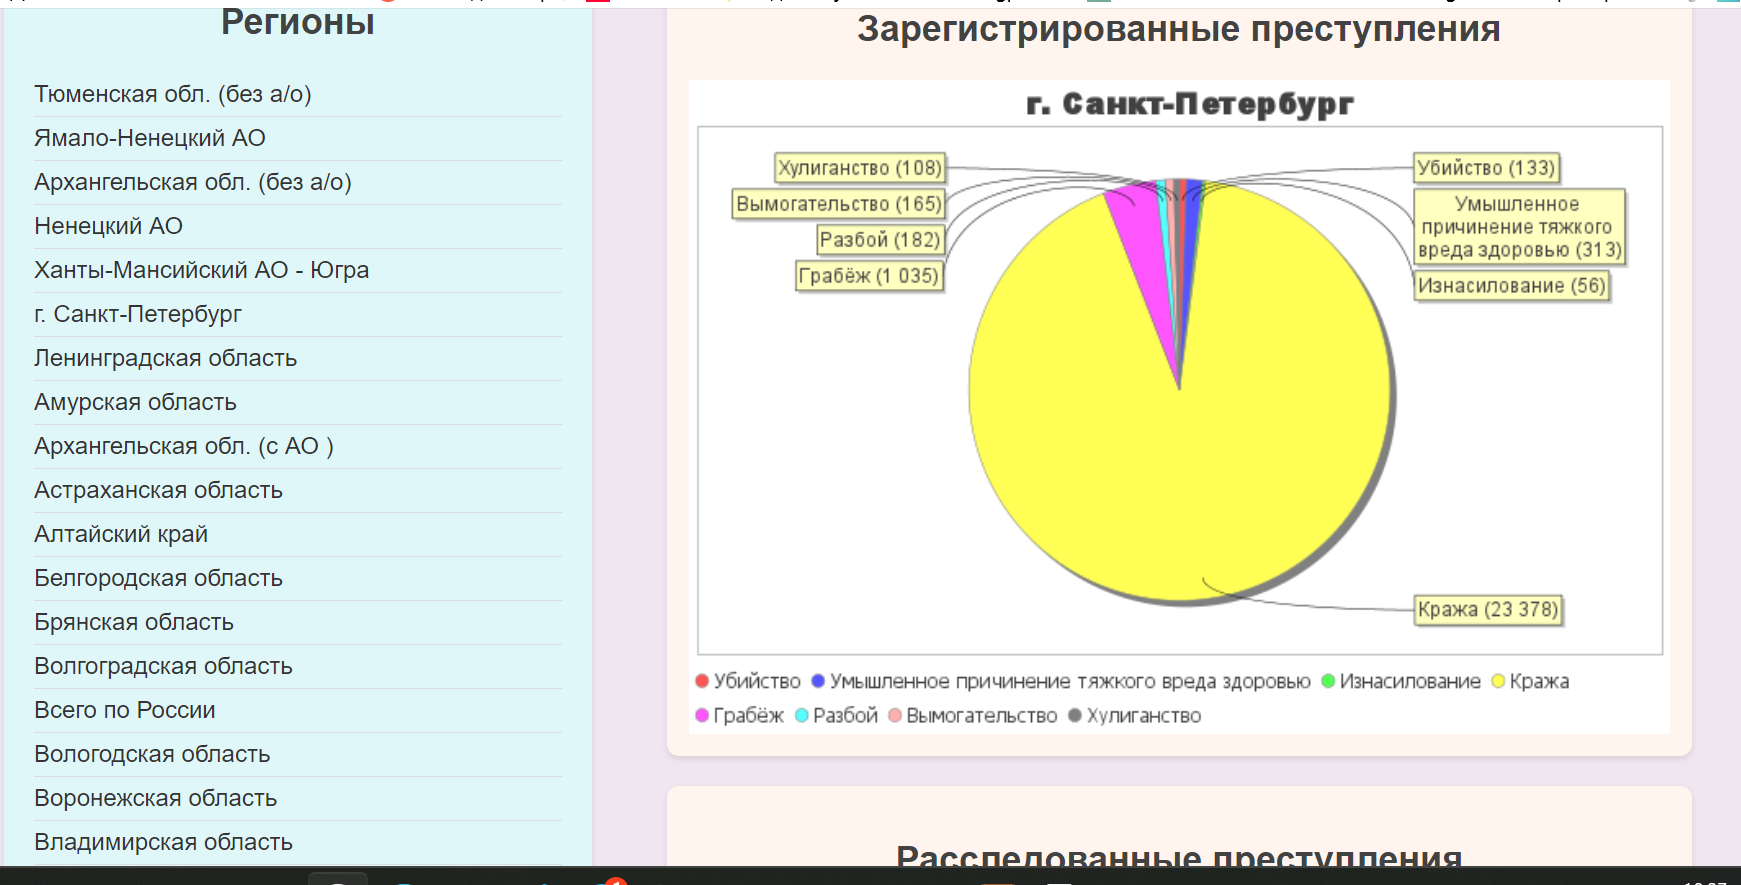 Регионы
Тюменская обл. (без а/о)
Ямало-Ненецкий АО
Архангельская обл. (без а/о)
Ненецкий АО
Ханты-Мансийский АО - Югра
г. Санкт-Петербург
Ленинградская область
Амурская область
Архангельская обл. (с АО )
Астраханская область
Алтайский край
Белгородская область
Брянская область
Волгоградская область
Всего по России
Вологодская область
Воронежская область
Владимирская область
Зарегистрированные преступления
г. Санкт-Петербург
Хулиганство (108)
Вымогательство (165)
Разбой (182)
Грабёж (1 035)
Убийство (133)
Умышленное
причинение тяжкого
вреда здоровью (313)
Изнасилование (56)
Кража (23 378)
Убийство Умышленное причинение тяжкого вреда здоровью Изнасилование Кража
Грабёж Разбой Вымогательство Хулиганство
Расследованные преступления